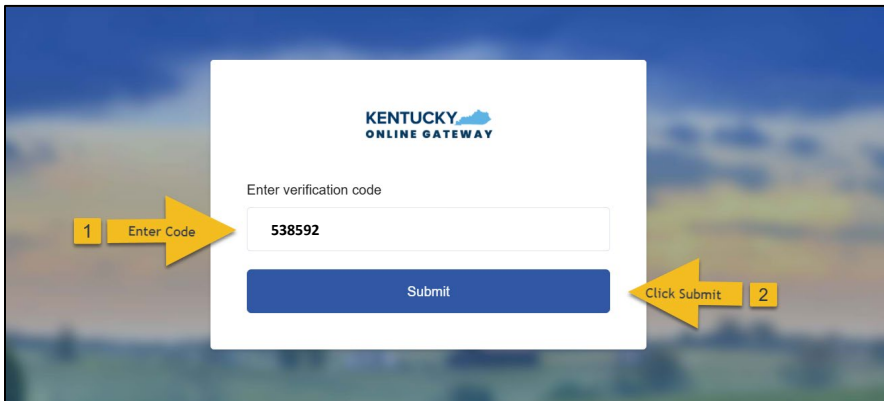 KENTUCKY
ONLINE GATEWAY
Enter verification code
1 Enter Code
538592
Submit
Click Submit 2